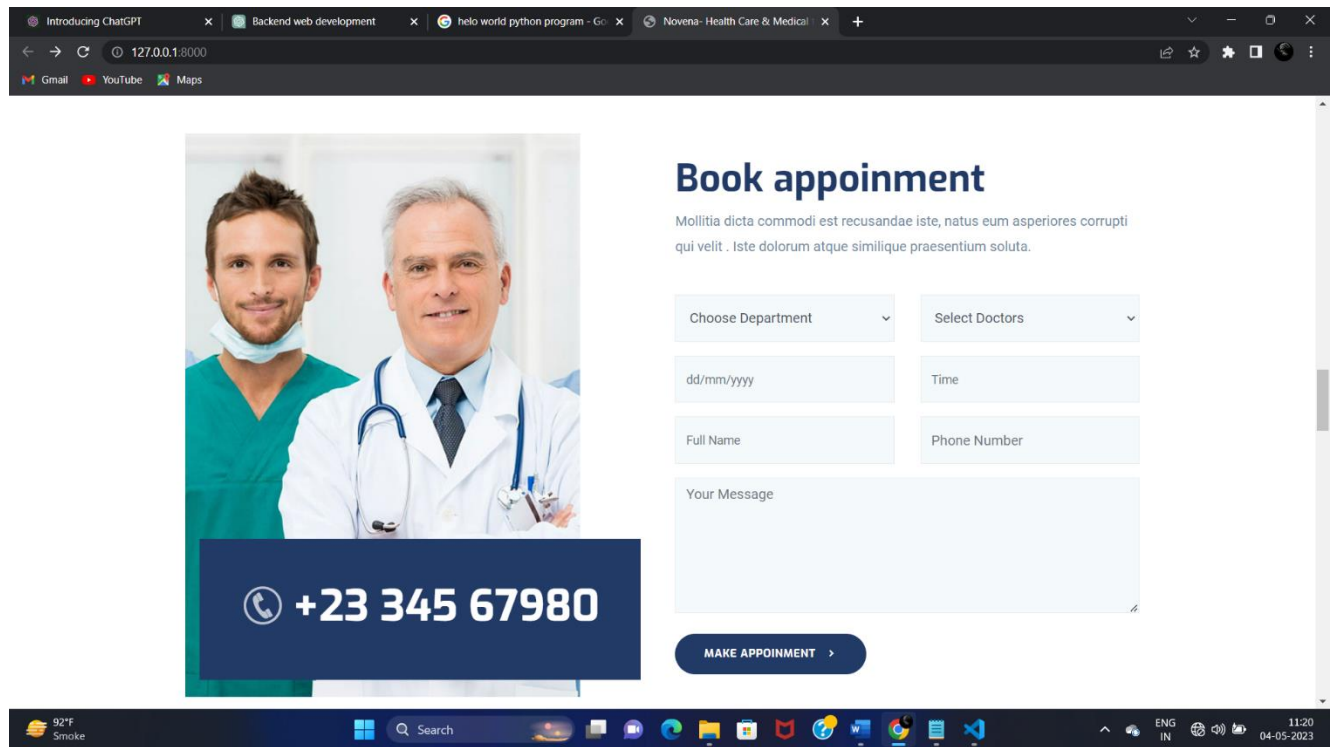 Introducing ChatGPT
Backend web development
helo world python program - Go
Novena- Health Care & Medical
127.0.0.1:8000
Gmail YouTube Maps
Book appoinment
Mollitia dicta commodi est recusandae iste, natus eum asperiores corrupti
qui velit . Iste dolorum atque similique praesentium soluta.
Choose Department
Select Doctors
dd/mm/yyyy
Time
Full Name
Phone Number
Your Message
+23 345 67980
MAKE APPOINMENT
92°F
Smoke
Search
ENG
IN
11:20
04-05-2023